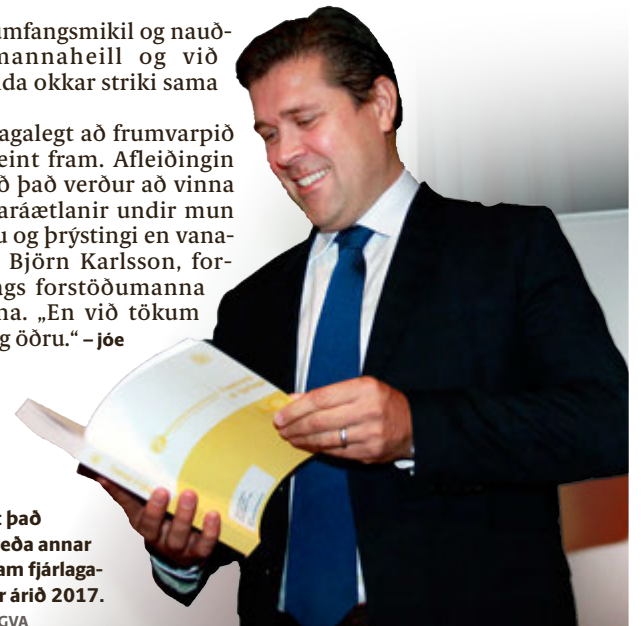 umfangsmikil og nauð-
mannaheill og við
da okkar striki sama
agalegt að frumvarpið
eint fram. Afleiðingin
ð það verður að vinna
aráætlanir undir mun
u og þrýstingi en vana-
Björn Karlsson, for-
ngs forstöðumanna
na. „En við tökum
g öðru.“ – jóe
það
eða annar
am fjárlaga-
r árið 2017.
GVA